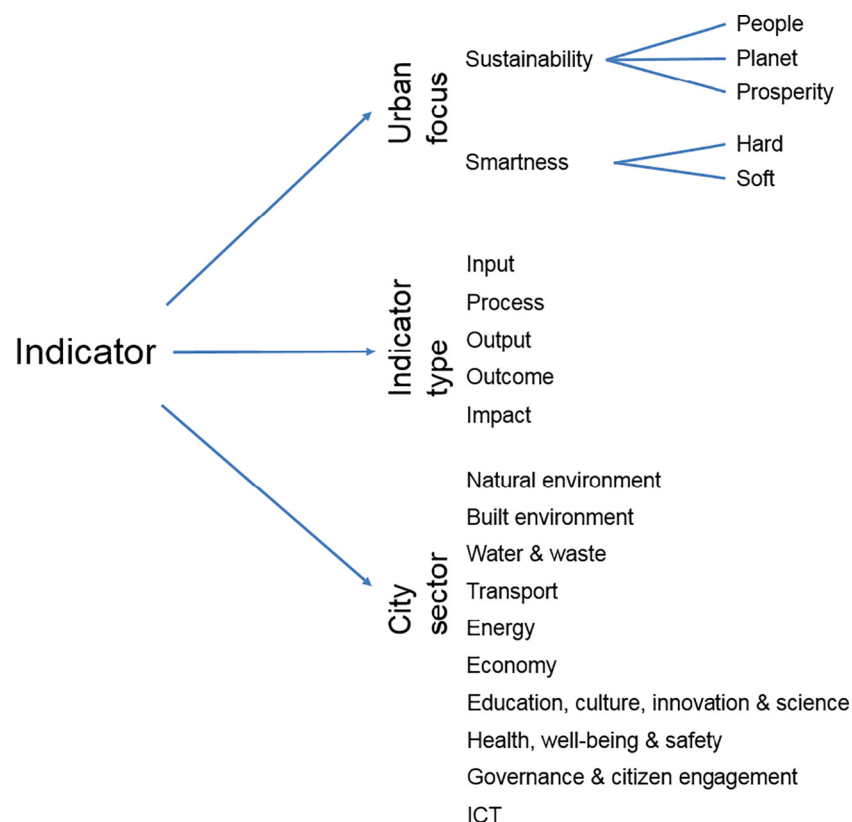 Indicator
Urban
focus
Sustainability
People
Planet
Prosperity
Smartness
Hard
Soft
Indicator
type
Input
Process
Output
Outcome
Impact
City
sector
Natural environment
Built environment
Water & waste
Transport
Energy
Economy
Education, culture, innovation & science
Health, well-being & safety
Governance & citizen engagement
ICT